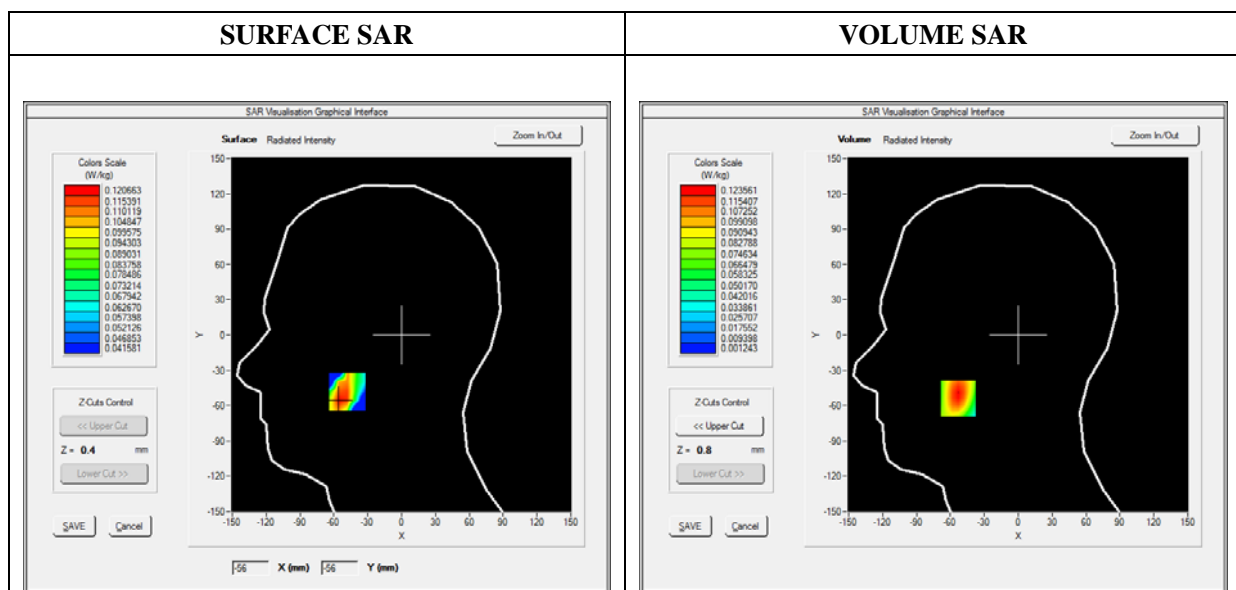 SURFACE SAR
VOLUME SAR
SAR Visualisation Graphical Interface
Surface Radiated Intensity
Zoom In/Out
Colors Scale
(W/kg)
0.120663
0.115391
0.110119
0.104847
0.099575
0.094303
0.089031
0.083758
0.078486
0.073214
0.067942
0.062670
0.057398
0.052126
0.046853
0.041581
Z-Cuts Control
<< Upper Cut
Z = 0.4 mm
Lower Cut >>
SAVE Cancel
150
120
90
60
30
0
-30
-60
-90
-120
-150
Y
-150 -120 -90 -60 -30 0 30 60 90 120 150
X
-56 X (mm) -56 Y (mm)
SAR Visualisation Graphical Interface
Volume Radiated Intensity
Zoom In/Out
Colors Scale
(W/kg)
0.123561
0.115407
0.107252
0.099098
0.090943
0.082788
0.074634
0.066479
0.058325
0.050170
0.042016
0.033861
0.025707
0.017552
0.009398
0.001243
Z-Cuts Control
<< Upper Cut
Z = 0.8 mm
Lower Cut >>
SAVE Cancel
150
120
90
60
30
0
-30
-60
-90
-120
-150
Y
-150 -120 -90 -60 -30 0 30 60 90 120 150
X